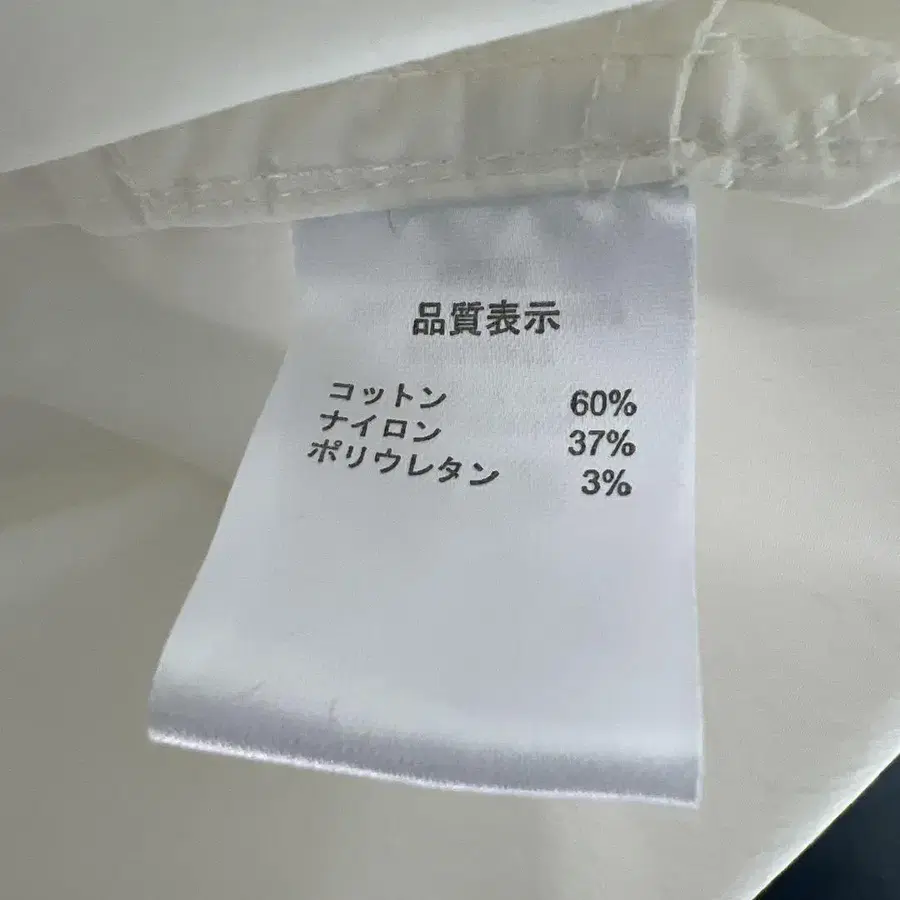 品質表示
コットン 60%
ナイロン 37%
ポリウレタン 3%